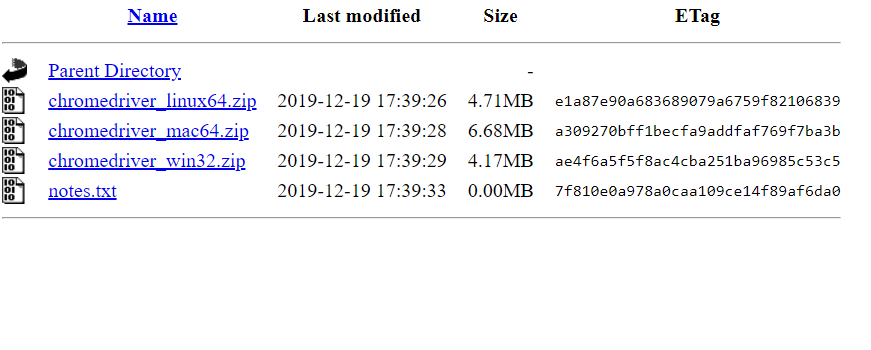 Name Last modified Size ETag
Parent Directory -
chromedriver_linux64.zip 2019-12-19 17:39:26 4.71MB e1a87e90a683689079a6759f82106839
chromedriver_mac64.zip 2019-12-19 17:39:28 6.68MB a309270bff1becfa9addfaf769f7ba3b
chromedriver_win32.zip 2019-12-19 17:39:29 4.17MB ae4f6a5f5f8ac4cba251ba96985c53c5
notes.txt 2019-12-19 17:39:33 0.00MB 7f810e0a978a0caa109ce14f89af6da0